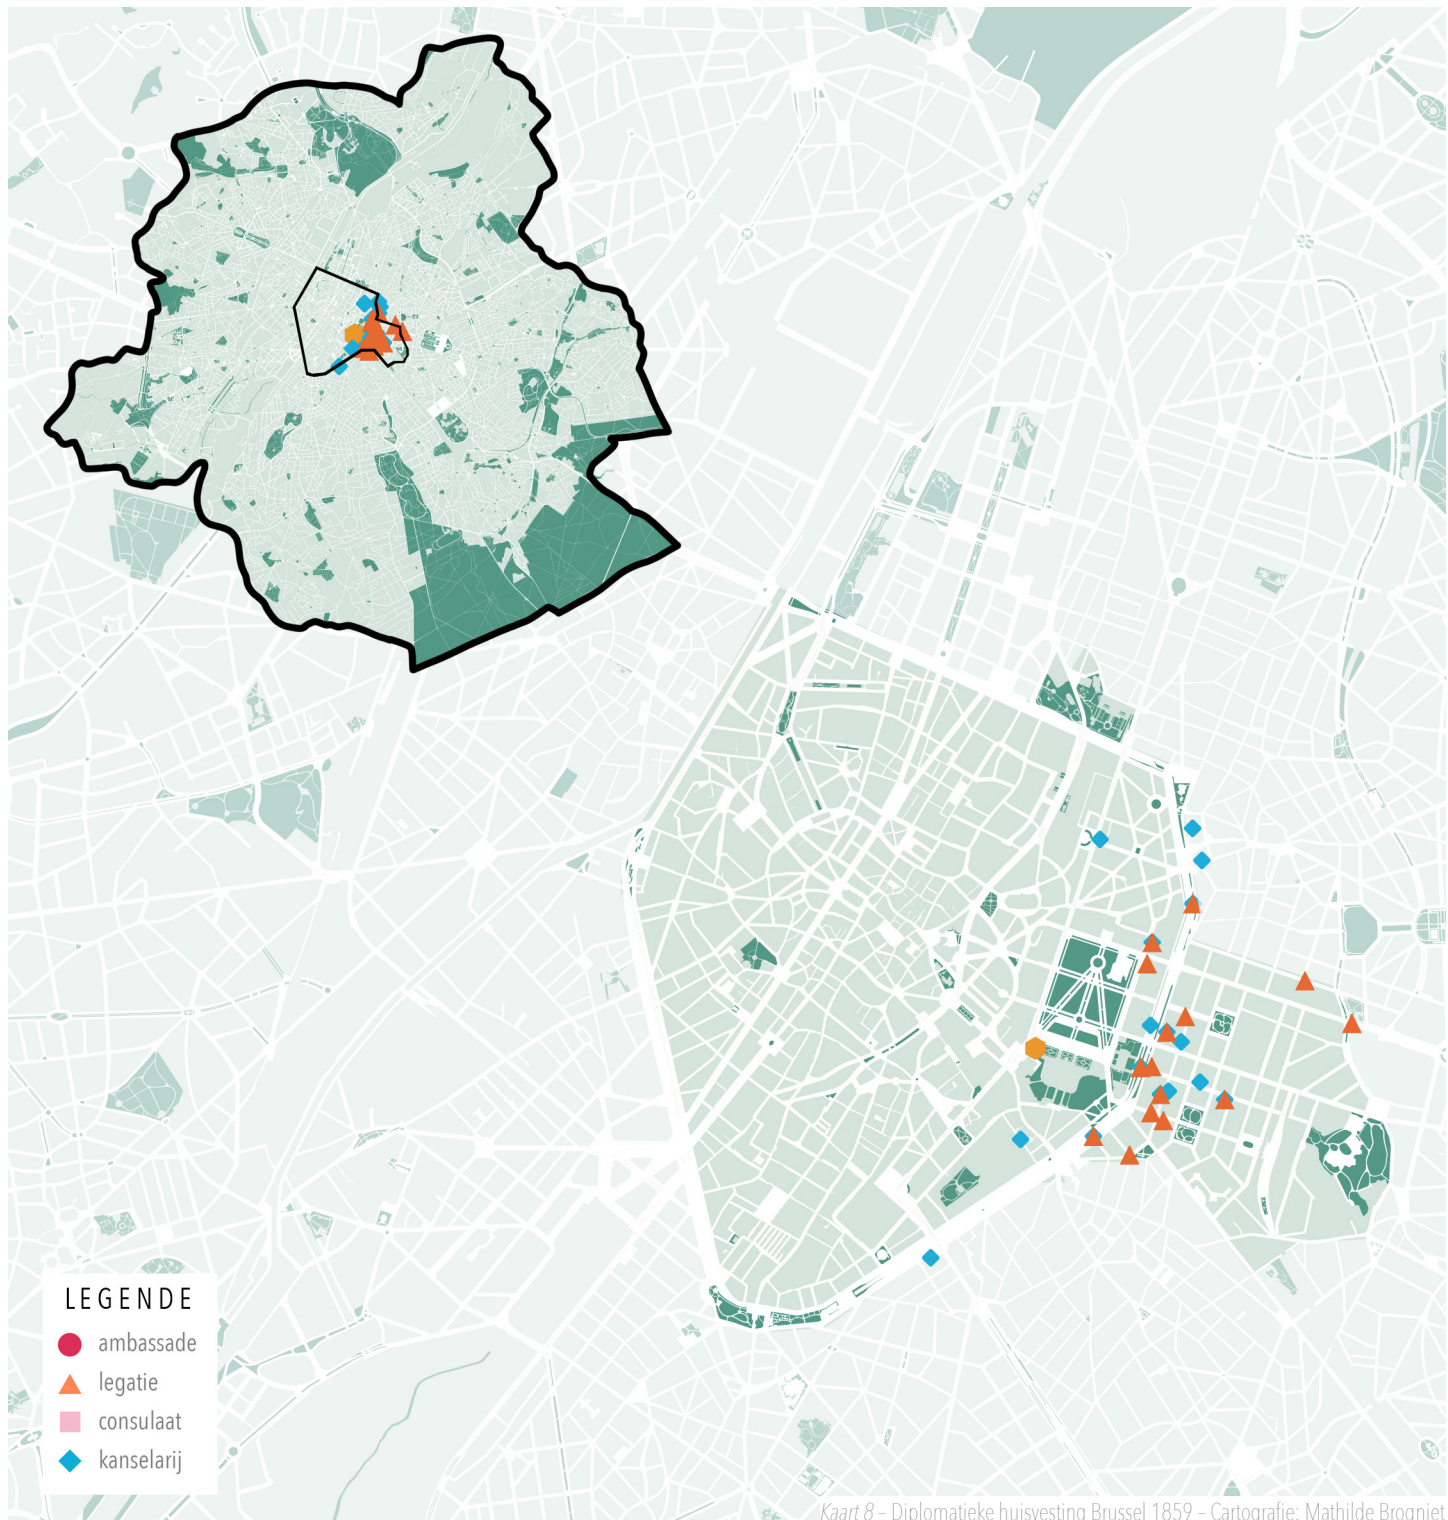 LEGENDE
ambassade
legatie
consulaat
kanselarij
Kaart 8 – Diplomatieke huisvesting Brussel 1859 – Cartografie: Mathilde Brogniet